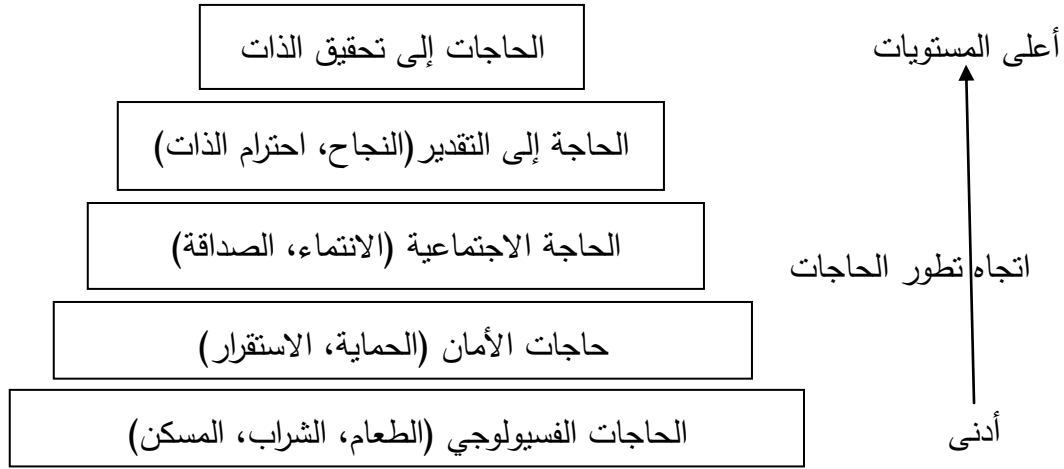 أعلى المستويات
الحاجات إلى تحقيق الذات
الحاجة إلى التقدير (النجاح، احترام الذات)
الحاجة الاجتماعية (الانتماء، الصداقة)
اتجاه تطور الحاجات
حاجات الأمان (الحماية، الاستقرار)
أدنى
الحاجات الفسيولوجي (الطعام، الشراب، المسكن)